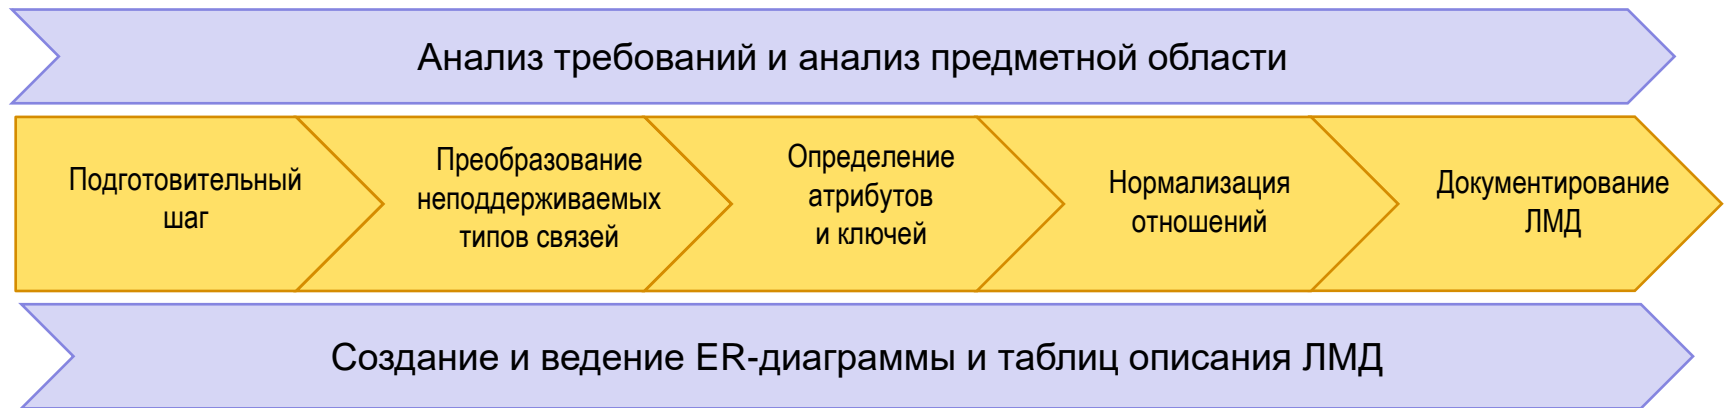 Анализ требований и анализ предметной области
Подготовительный
шаг
Преобразование
неподдерживаемых
типов связей
Определение
атрибутов
и ключей
Нормализация
отношений
Документирование
ЛМД
Создание и ведение ER-диаграммы и таблиц описания ЛМД